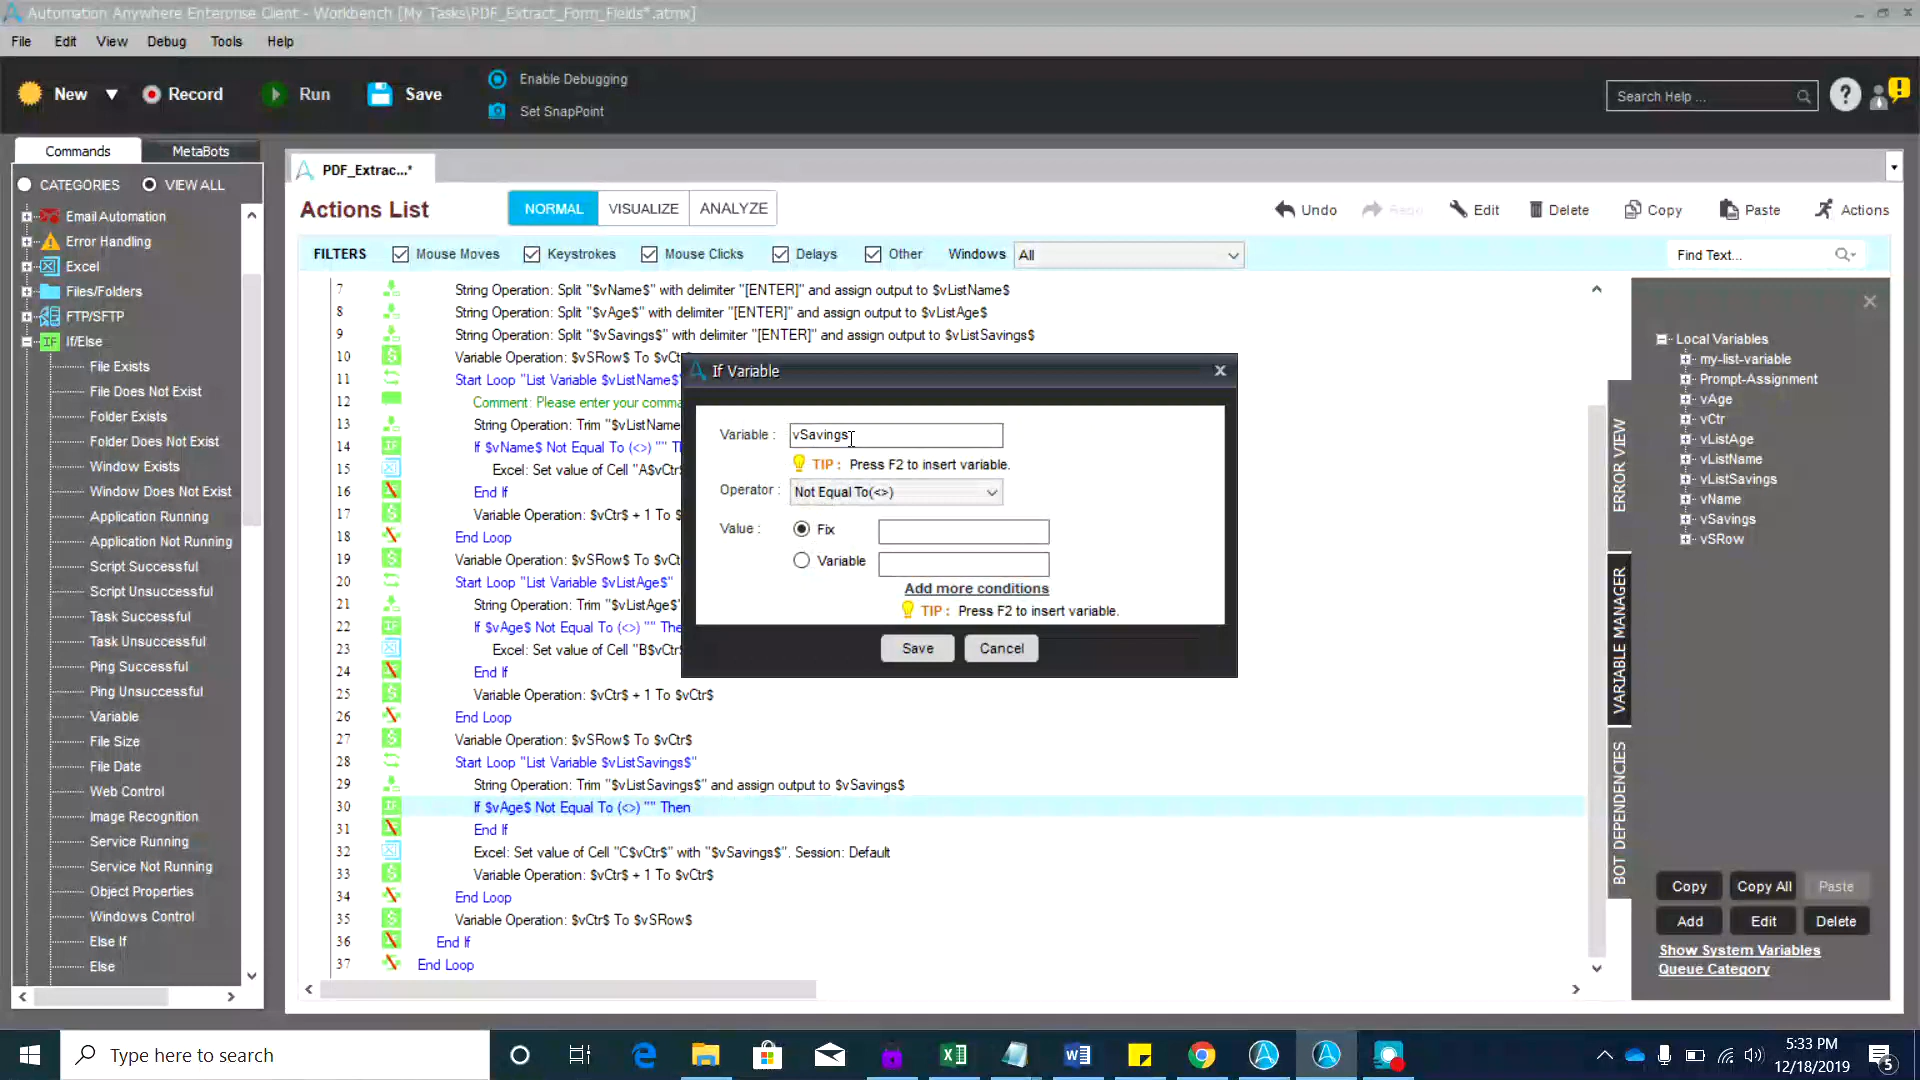 Automation Anywhere Enterprise Client - Workbench [My Tasks\PDF_Extract_Form_Fields*.atmx]
File Edit View Debug Tools Help
New Record Run Save Enable Debugging
Set SnapPoint
Search Help ...
Commands MetaBots
PDF_Extrac...*
CATEGORIES VIEW ALL
Email Automation
Error Handling
Excel
Files/Folders
FTP/SFTP
If/Else
File Exists
File Does Not Exist
Folder Exists
Folder Does Not Exist
Window Exists
Window Does Not Exist
Application Running
Application Not Running
Script Successful
Script Unsuccessful
Task Successful
Task Unsuccessful
Ping Successful
Ping Unsuccessful
Variable
File Size
File Date
Web Control
Image Recognition
Service Running
Service Not Running
Object Properties
Windows Control
Else If
Else
Actions List NORMAL VISUALIZE ANALYZE Undo Redo Edit Delete Copy Paste Actions
FILTERS Mouse Moves Keystrokes Mouse Clicks Delays Other Windows All Find Text...
7 String Operation: Split "$vName$" with delimiter "[ENTER]" and assign output to $vListName$
8 String Operation: Split "$vAge$" with delimiter "[ENTER]" and assign output to $vListAge$
9 String Operation: Split "$vSavings$" with delimiter "[ENTER]" and assign output to $vListSavings$
10 Variable Operation: $vSRow$ To $vCt
11 Start Loop "List Variable $vListName$"
12 Comment: Please enter your comma
13 String Operation: Trim "$vListName
14 If $vName$ Not Equal To (<>) "" Th
15 Excel: Set value of Cell "A$vCtr$
16 End If
17 Variable Operation: $vCtr$ + 1 To $
18 End Loop
19 Variable Operation: $vSRow$ To $vCt
20 Start Loop "List Variable $vListAge$"
21 String Operation: Trim "$vListAge$"
22 If $vAge$ Not Equal To (<>) "" The
23 Excel: Set value of Cell "B$vCtr$
24 End If
25 Variable Operation: $vCtr$ + 1 To $vCtr$
26 End Loop
27 Variable Operation: $vSRow$ To $vCtr$
28 Start Loop "List Variable $vListSavings$"
29 String Operation: Trim "$vListSavings$" and assign output to $vSavings$
30 If $vAge$ Not Equal To (<>) "" Then
31 End If
32 Excel: Set value of Cell "C$vCtr$" with "$vSavings$". Session: Default
33 Variable Operation: $vCtr$ + 1 To $vCtr$
34 End Loop
35 Variable Operation: $vCtr$ To $vSRow$
36 End If
37 End Loop
If Variable
Variable : vSavings
TIP : Press F2 to insert variable.
Operator : Not Equal To(<>)
Value : Fix
Variable
Add more conditions
TIP : Press F2 to insert variable.
Save Cancel
ERROR VIEW
VARIABLE MANAGER
BOT DEPENDENCIES
Local Variables
my-list-variable
Prompt-Assignment
vAge
vCtr
vListAge
vListName
vListSavings
vName
vSavings
vSRow
Copy Copy All Paste
Add Edit Delete
Show System Variables
Queue Category
Type here to search
5:33 PM
12/18/2019
5